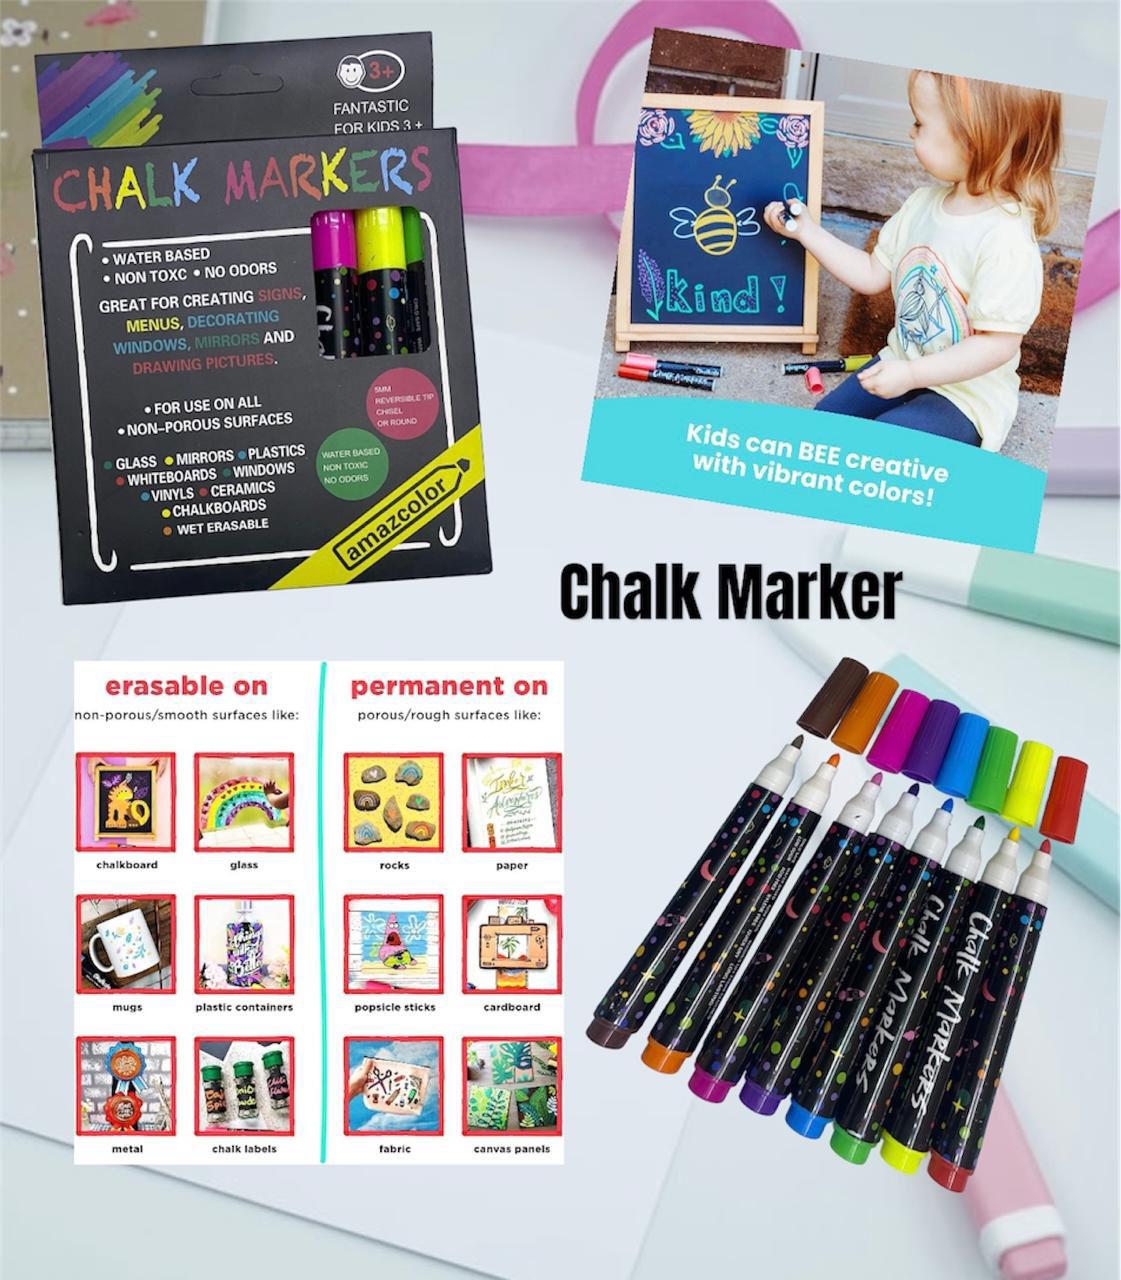 3+
FANTASTIC
FOR KIDS 3 +
CHALK MARKERS
• WATER BASED
• NON TOXC • NO ODORS
GREAT FOR CREATING SIGNS,
MENUS, DECORATING
WINDOWS, MIRRORS AND
DRAWING PICTURES.
• FOR USE ON ALL
• NON–POROUS SURFACES
5MM
REVERSIBLE TIP
CHISEL
OR ROUND
WATER BASED
NON TOXIC
NO ODORS
• GLASS • MIRRORS • PLASTICS
• WHITEBOARDS • WINDOWS
• VINYLS • CERAMICS
• CHALKBOARDS
• WET ERASABLE
amazcolor
kind!
Kids can BEE creative
with vibrant colors!
Chalk Marker
erasable on
non-porous/smooth surfaces like:
chalkboard
glass
mugs
plastic containers
metal
chalk labels
permanent on
porous/rough surfaces like:
rocks
paper
popsicle sticks
cardboard
fabric
canvas panels
Chalk Markers
Chalk Markers